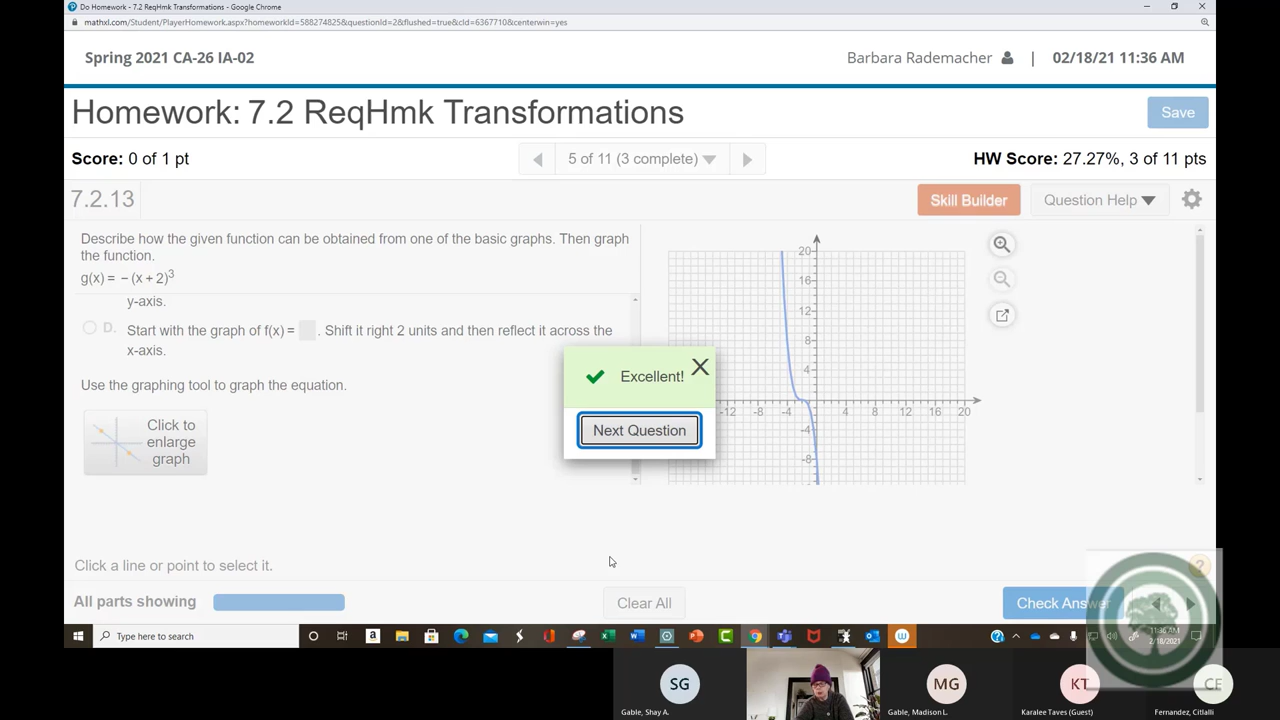 Do Homework - 7.2 ReqHmk Transformations - Google Chrome
mathxl.com/Student/PlayerHomework.aspx?homeworkId=588274825&questionId=2&flushed=true&cId=6367710&centerwin=yes
Spring 2021 CA-26 IA-02
Barbara Rademacher | 02/18/21 11:36 AM
Homework: 7.2 ReqHmk Transformations
Save
Score: 0 of 1 pt
5 of 11 (3 complete)
HW Score: 27.27%, 3 of 11 pts
7.2.13
Skill Builder
Question Help
Describe how the given function can be obtained from one of the basic graphs. Then graph
the function.
g(x) = − (x + 2)³
y-axis.
D. Start with the graph of f(x) = . Shift it right 2 units and then reflect it across the
x-axis.
Use the graphing tool to graph the equation.
Click to
enlarge
graph
Excellent!
Next Question
20
16
12
8
4
-12 -8 -4 4 8 12 16 20
-4
-8
Click a line or point to select it.
?
All parts showing
Clear All
Check Answer
Type here to search
11:36 AM
2/18/2021
SG
MG
KT
CF
Gable, Shay A.
Gable, Madison L.
Karalee Taves (Guest)
Fernandez, Citlalli